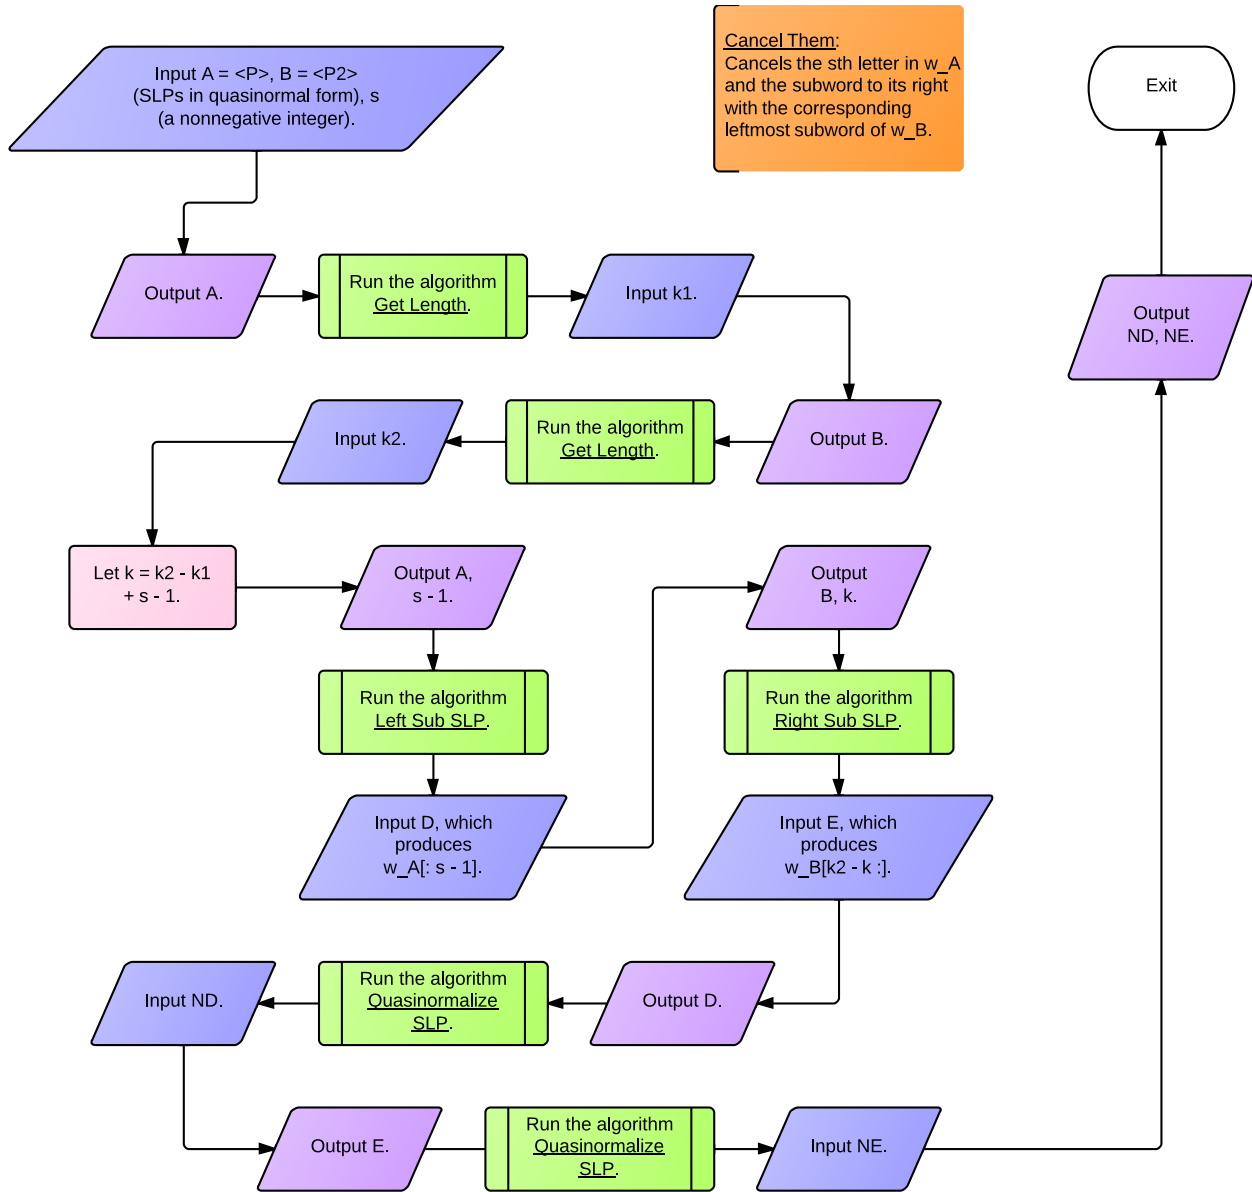 Input A = <P>, B = <P2>
(SLPs in quasinormal form), s
(a nonnegative integer).
Cancel Them:
Cancels the sth letter in w_A
and the subword to its right
with the corresponding
leftmost subword of w_B.
Exit
Output A.
Run the algorithm
Get Length.
Input k1.
Output
ND, NE.
Input k2.
Run the algorithm
Get Length.
Output B.
Let k = k2 - k1
+ s - 1.
Output A,
s - 1.
Output
B, k.
Run the algorithm
Left Sub SLP.
Run the algorithm
Right Sub SLP.
Input D, which
produces
w_A[: s - 1].
Input E, which
produces
w_B[k2 - k :].
Input ND.
Run the algorithm
Quasinormalize
SLP.
Output D.
Output E.
Run the algorithm
Quasinormalize
SLP.
Input NE.